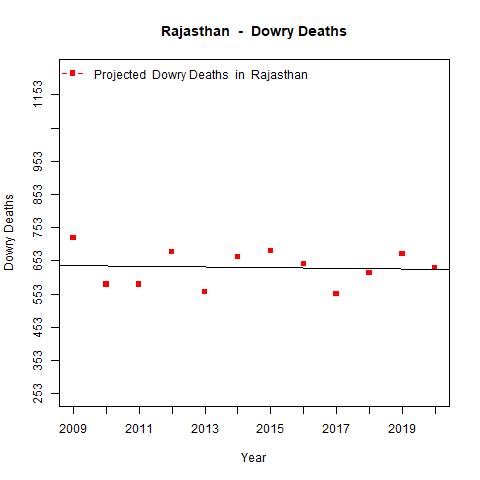 Rajasthan - Dowry Deaths
Projected Dowry Deaths in Rajasthan
Dowry Deaths
1153
953
853
753
653
553
453
353
253
2009 2011 2013 2015 2017 2019
Year